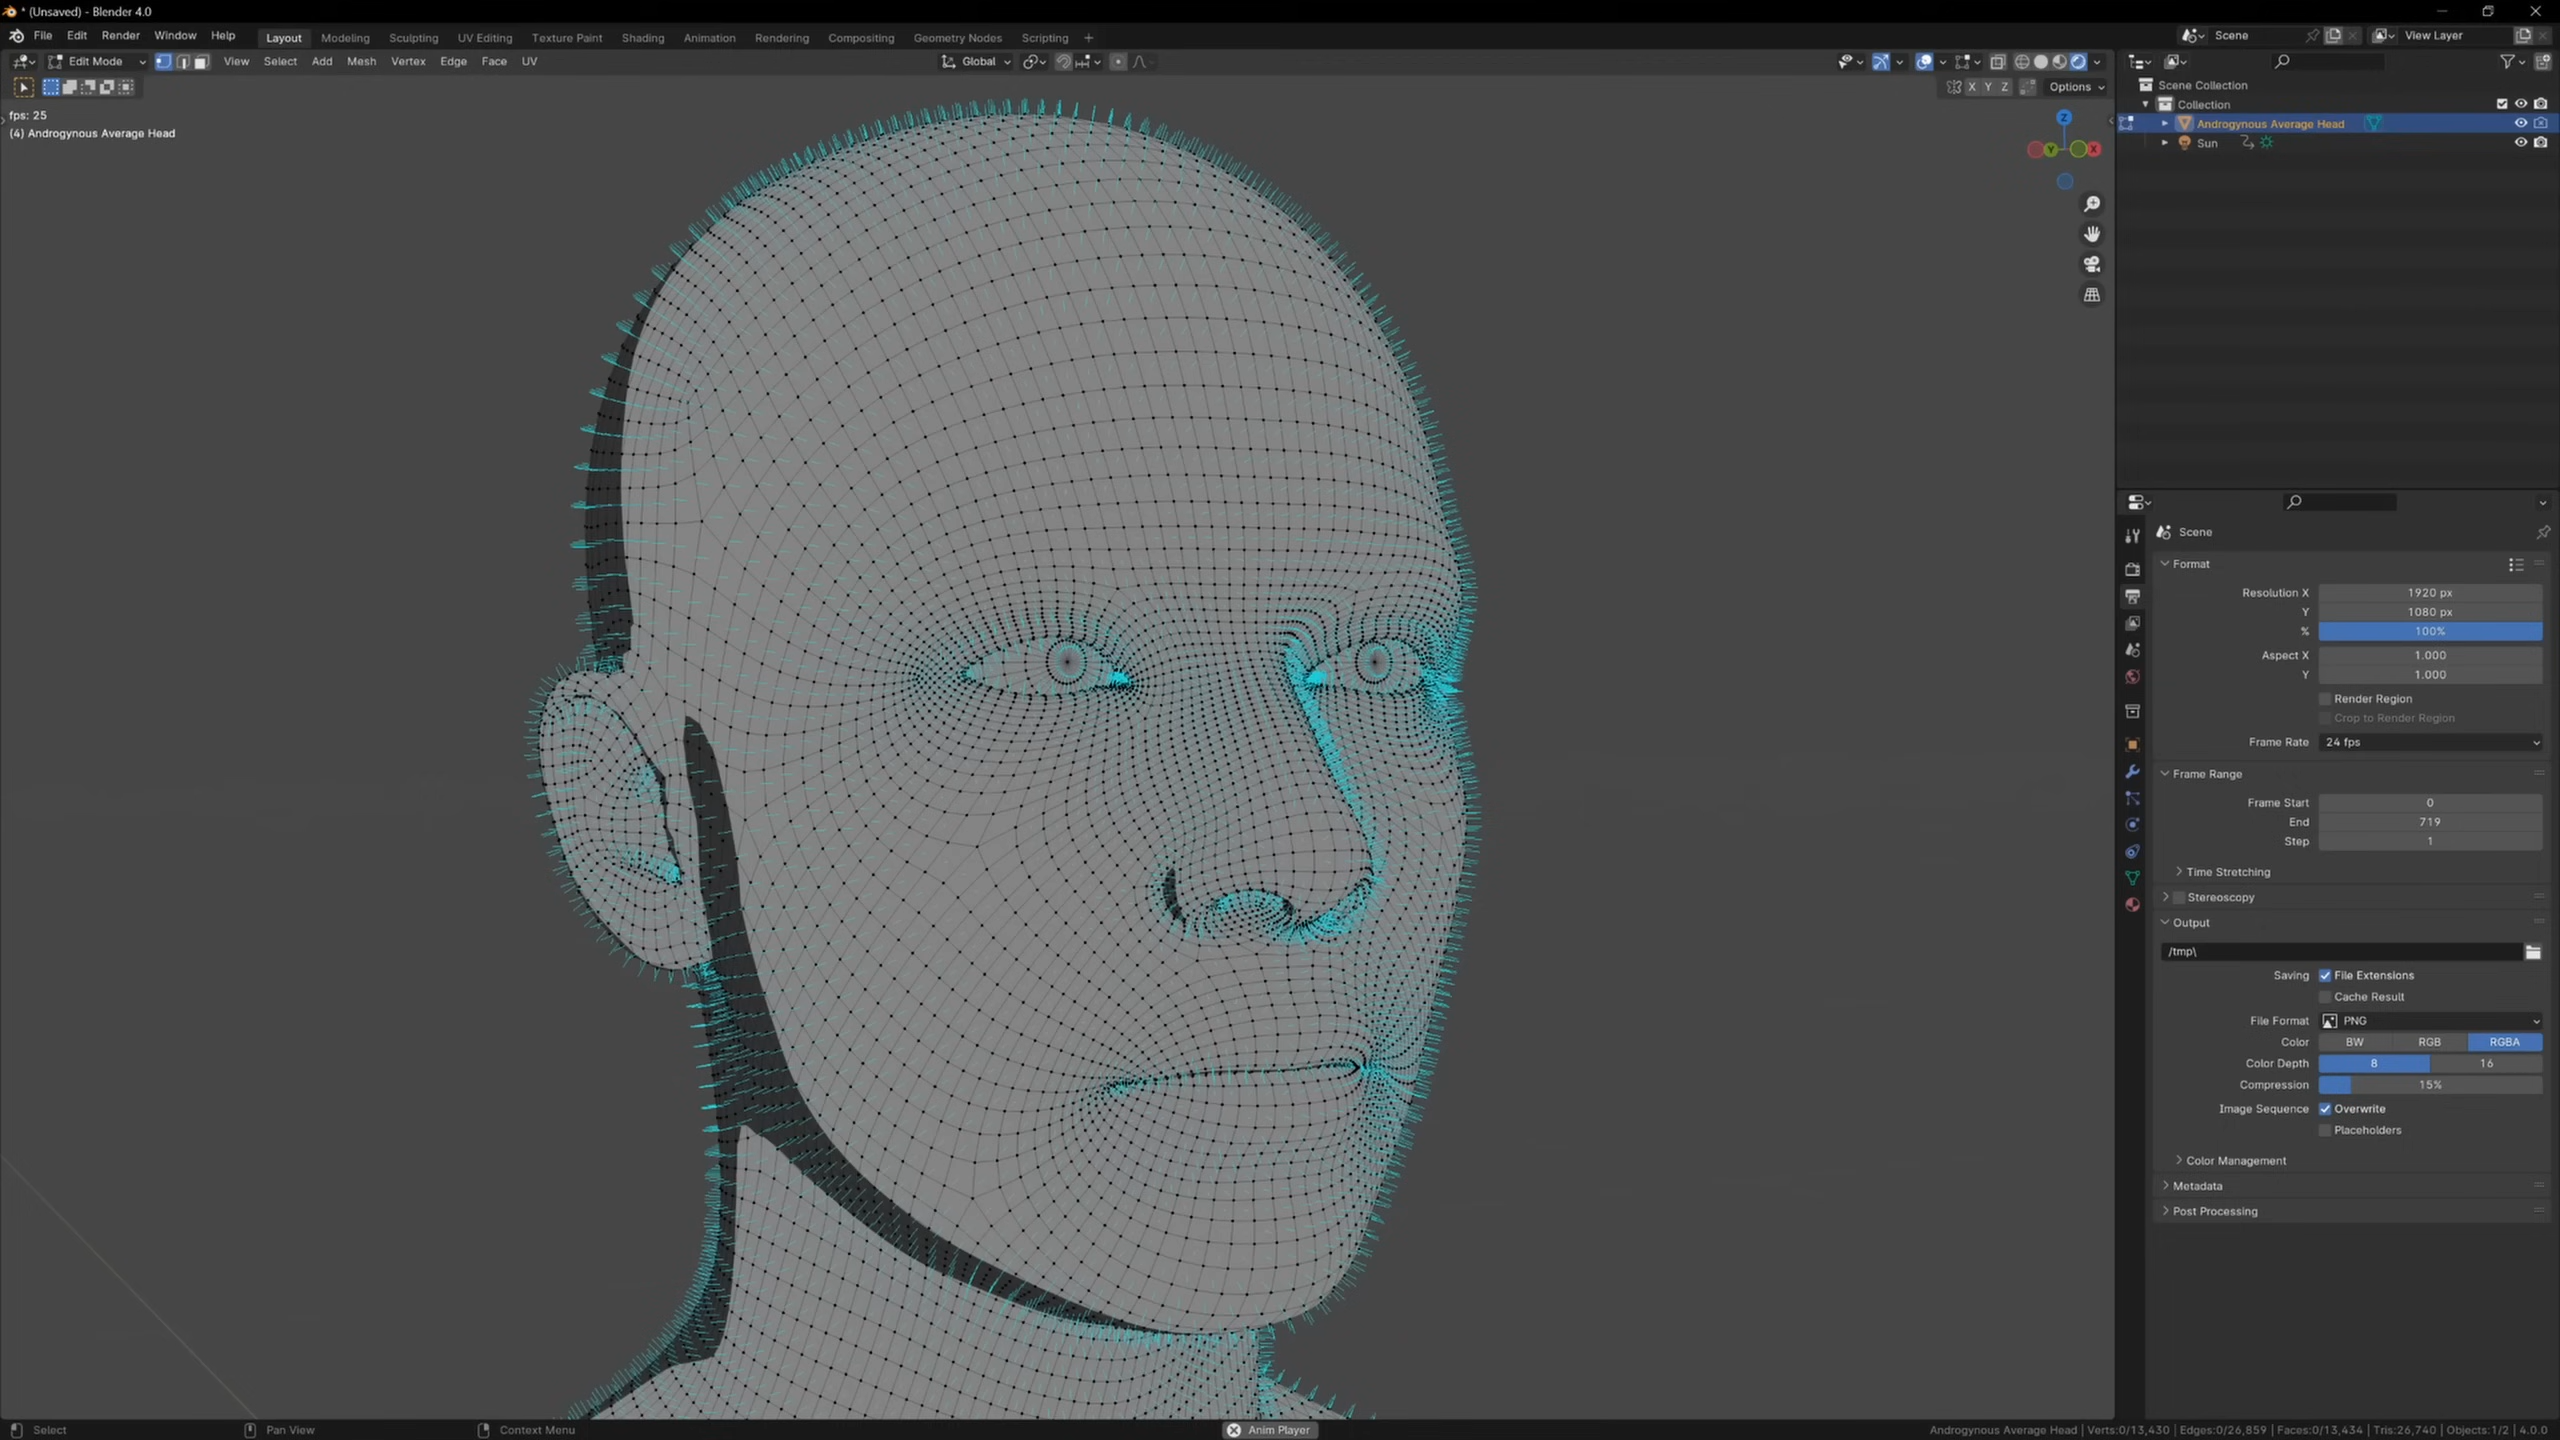 * (Unsaved) - Blender 4.0
File Edit Render Window Help Layout Modeling Sculpting UV Editing Texture Paint Shading Animation Rendering Compositing Geometry Nodes Scripting + Scene View Layer
Edit Mode View Select Add Mesh Vertex Edge Face UV Global
X Y Z Options
fps: 25
(4) Androgynous Average Head
Z
Y X
Scene Collection
Collection
Androgynous Average Head
Sun
Scene
Format
Resolution X 1920 px
Y 1080 px
% 100%
Aspect X 1.000
Y 1.000
Render Region
Crop to Render Region
Frame Rate 24 fps
Frame Range
Frame Start 0
End 719
Step 1
Time Stretching
Stereoscopy
Output
/tmp\
Saving File Extensions
Cache Result
File Format PNG
Color BW RGB RGBA
Color Depth 8 16
Compression 15%
Image Sequence Overwrite
Placeholders
Color Management
Metadata
Post Processing
Select Pan View Context Menu Anim Player Androgynous Average Head | Verts:0/13,430 | Edges:0/26,859 | Faces:0/13,434 | Tris:26,740 | Objects:1/2 | 4.0.0